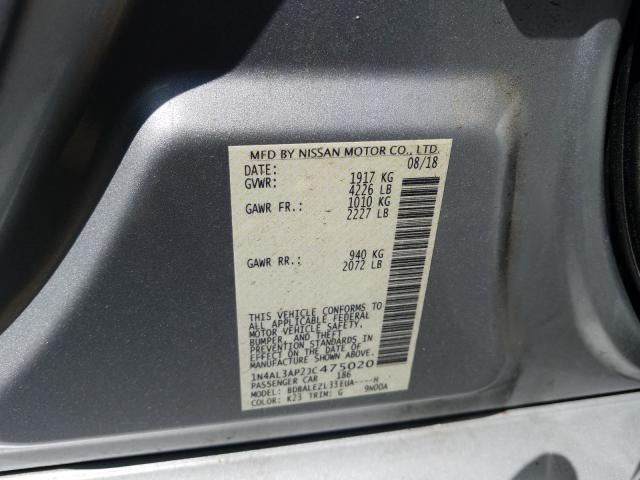 MFD BY NISSAN MOTOR CO., LTD.
DATE: 08/18
GVWR: 1917 KG
4226 LB
GAWR FR.: 1010 KG
2227 LB
GAWR RR.: 940 KG
2072 LB
THIS VEHICLE CONFORMS TO
ALL APPLICABLE FEDERAL
MOTOR VEHICLE SAFETY,
BUMPER, AND THEFT
PREVENTION STANDARDS IN
EFFECT ON THE DATE OF
MANUFACTURE SHOWN ABOVE.
1N4AL3AP2JC475020
PASSENGER CAR 186
MODEL: BDBALEZL33EUA----H
COLOR: K23 TRIM: G 9N00A